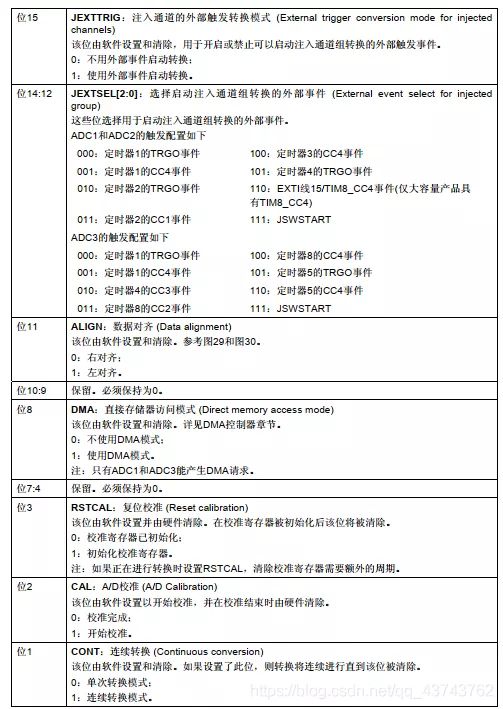 位15
JEXTTRIG：注入通道的外部触发转换模式 (External trigger conversion mode for injected
channels)
该位由软件设置和清除，用于开启或禁止可以启动注入通道组转换的外部触发事件。
0：不用外部事件启动转换；
1：使用外部事件启动转换。
位14:12
JEXTSEL[2:0]：选择启动注入通道组转换的外部事件 (External event select for injected
group)
这些位选择用于启动注入通道组转换的外部事件。
ADC1和ADC2的触发配置如下
000：定时器1的TRGO事件 100：定时器3的CC4事件
001：定时器1的CC4事件 101：定时器4的TRGO事件
010：定时器2的TRGO事件 110：EXTI线15/TIM8_CC4事件(仅大容量产品具
有TIM8_CC4)
011：定时器2的CC1事件 111：JSWSTART
ADC3的触发配置如下
000：定时器1的TRGO事件 100：定时器8的CC4事件
001：定时器1的CC4事件 101：定时器5的TRGO事件
010：定时器4的CC3事件 110：定时器5的CC4事件
011：定时器8的CC2事件 111：JSWSTART
位11
ALIGN：数据对齐 (Data alignment)
该位由软件设置和清除。参考图29和图30。
0：右对齐；
1：左对齐。
位10:9
保留。必须保持为0。
位8
DMA：直接存储器访问模式 (Direct memory access mode)
该位由软件设置和清除。详见DMA控制器章节。
0：不使用DMA模式；
1：使用DMA模式。
注：只有ADC1和ADC3能产生DMA请求。
位7:4
保留。必须保持为0。
位3
RSTCAL：复位校准 (Reset calibration)
该位由软件设置并由硬件清除。在校准寄存器被初始化后该位将被清除。
0：校准寄存器已初始化；
1：初始化校准寄存器。
注：如果正在进行转换时设置RSTCAL，清除校准寄存器需要额外的周期。
位2
CAL：A/D校准 (A/D Calibration)
该位由软件设置以开始校准，并在校准结束时由硬件清除。
0：校准完成；
1：开始校准。
位1
CONT：连续转换 (Continuous conversion)
该位由软件设置和清除。如果设置了此位，则转换将连续进行直到该位被清除。
0：单次转换模式；
1：连续转换模式。
https://blog.csdn.net/qq_43743762